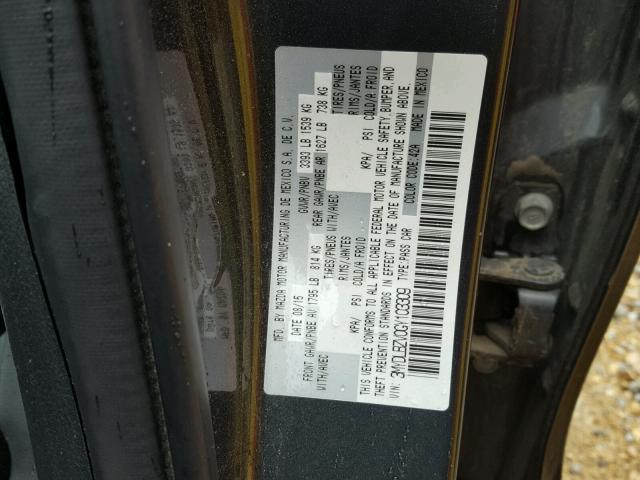 MFD. BY MAZDA MOTOR MANUFACTURING DE MEXICO S.A. DE C.V.
DATE 09/15 GVWR/PNBV 3393 LB 1539 KG
FRONT GAWR/PNBE AV 1795 LB 814 KG REAR GAWR/PNBE AR 1627 LB 738 KG
WITH/AVEC TIRES/PNEUS WITH/AVEC TIRES/PNEUS
RIMS/JANTES RIMS/JANTES
KPA/ PSI COLD/A FROID KPA/ PSI COLD/A FROID
THIS VEHICLE CONFORMS TO ALL APPLICABLE FEDERAL MOTOR VEHICLE SAFETY, BUMPER, AND
THEFT PREVENTION STANDARDS IN EFFECT ON THE DATE OF MANUFACTURE SHOWN ABOVE.
VIN: 3MYDLBZV0GY103309 TYPE:PASS CAR COLOR CODE:42A MADE IN MEXICO